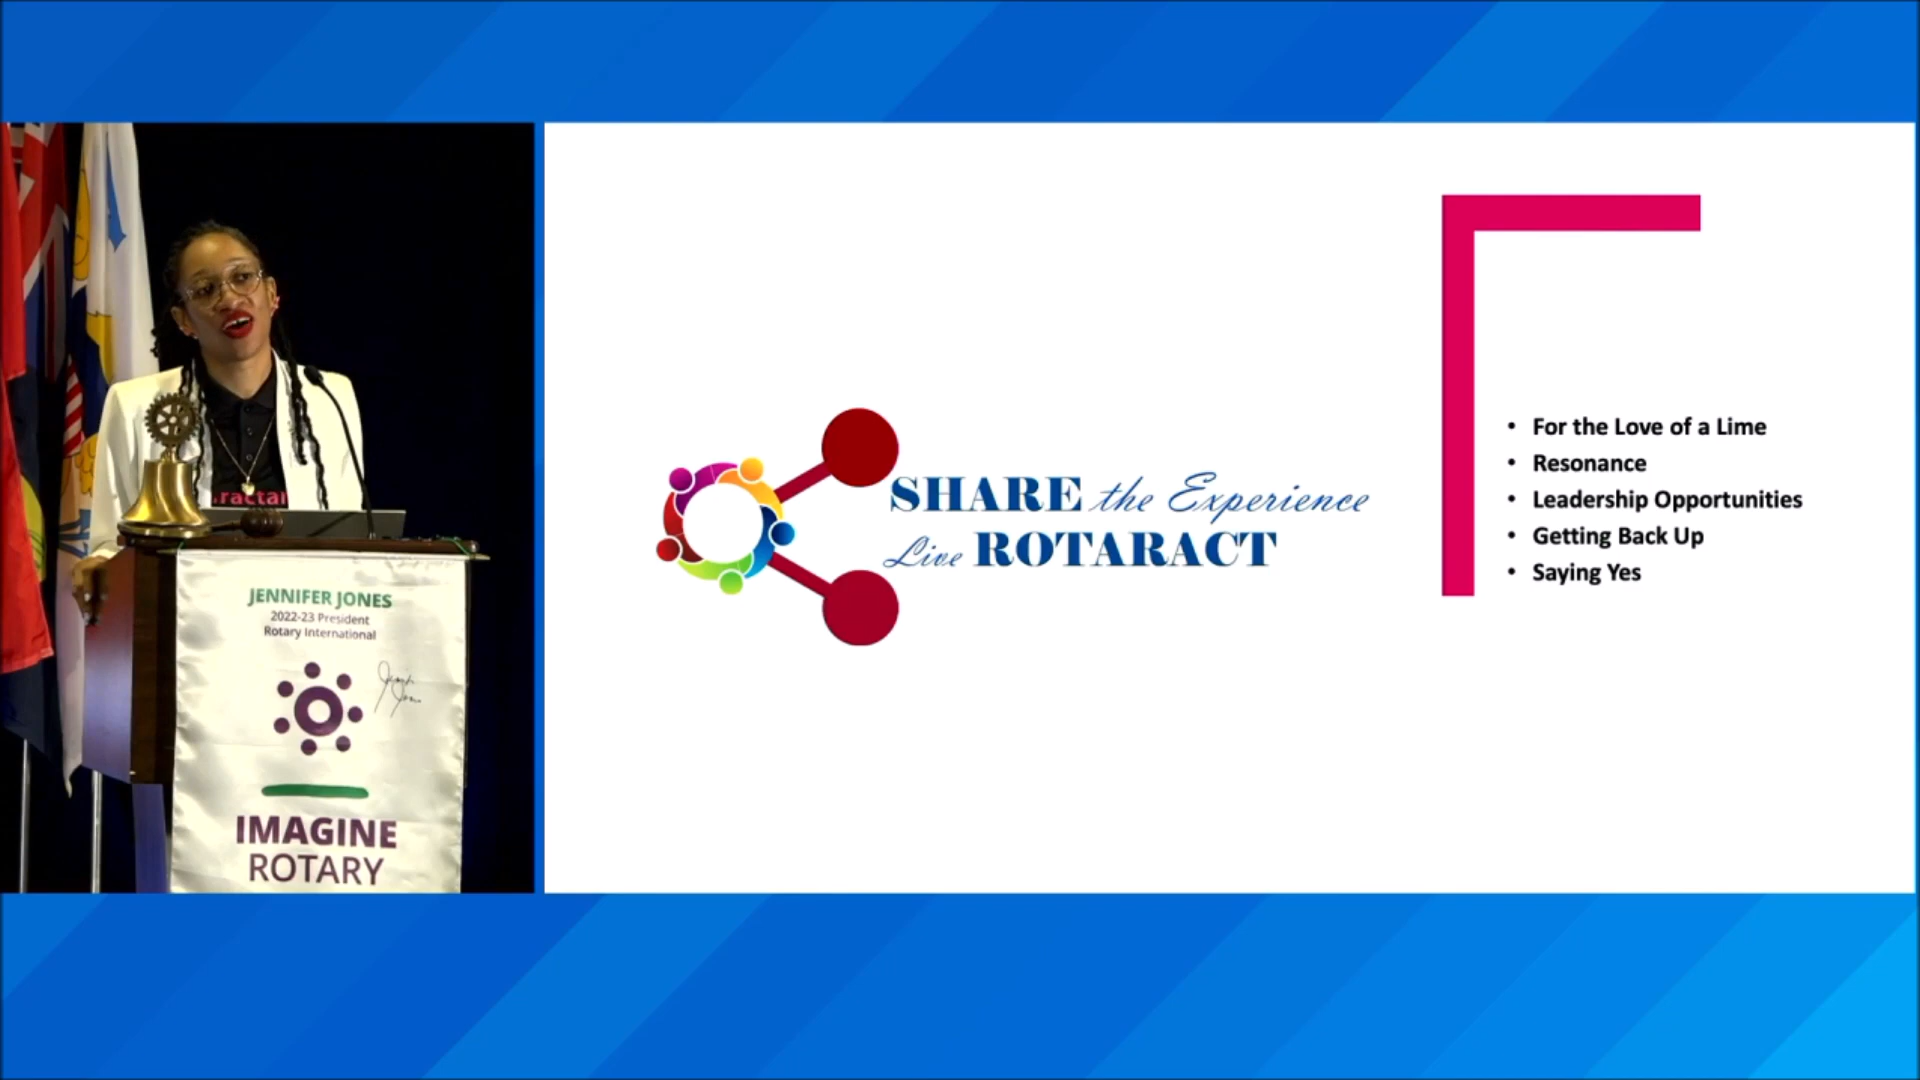 ractar
JENNIFER JONES
2022-23 President
Rotary International
IMAGINE
ROTARY
SHARE the Experience
Live ROTARACT
• For the Love of a Lime
• Resonance
• Leadership Opportunities
• Getting Back Up
• Saying Yes